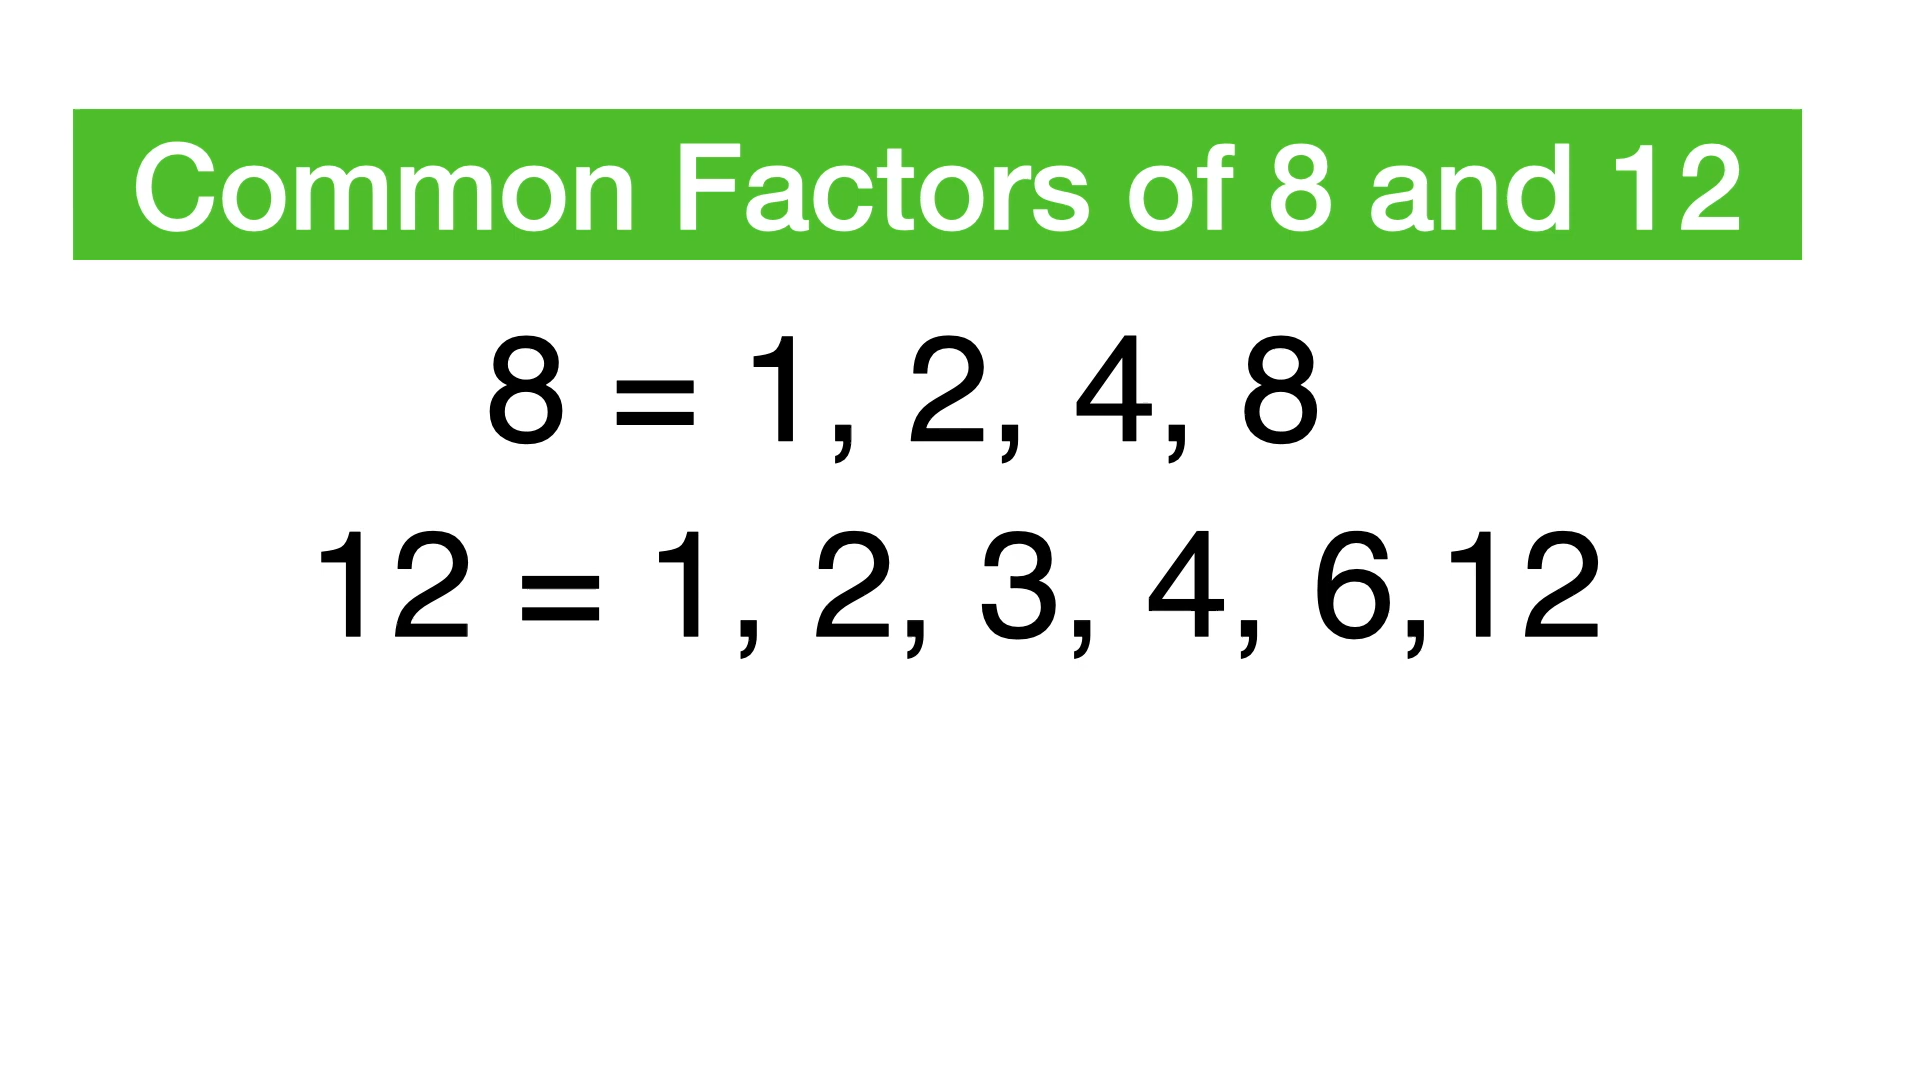 Common Factors of 8 and 12
8 = 1, 2, 4, 8
12 = 1, 2, 3, 4, 6,12